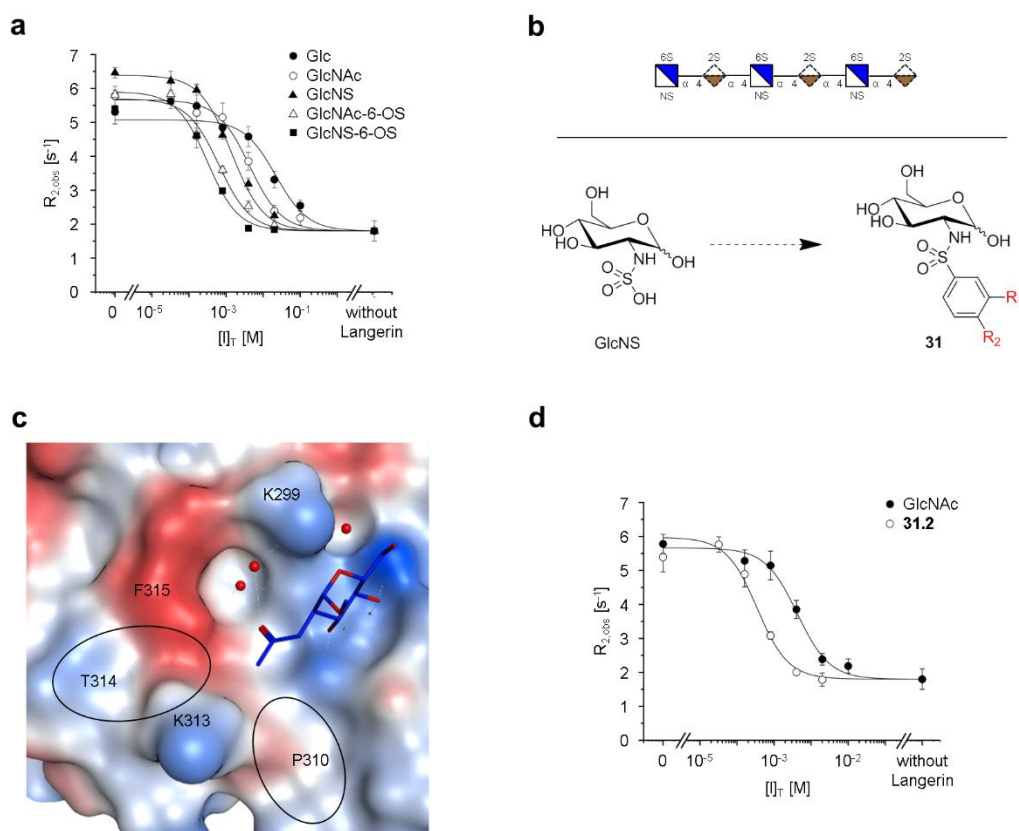 a
7
6
5
4
3
2
1
0
R2,obs [s-1]
0
10-5
10-3
10-1
without
Langerin
[I]T [M]
Glc
GlcNAc
GlcNS
GlcNAc-6-OS
GlcNS-6-OS
b
6S 2S 6S 2S 6S 2S
α 4 α 4 α 4 α 4 α 4
NS NS NS
OH
HO
O
HO
HO
NH OH
O
S
O
OH
GlcNS
OH
HO
O
HO
HO
NH OH
O
S
O
R
R2
31
c
K299
F315
T314
K313
P310
d
7
6
5
4
3
2
1
0
R2,obs [s-1]
0
10-5
10-3
10-2
without
Langerin
[I]T [M]
GlcNAc
31.2